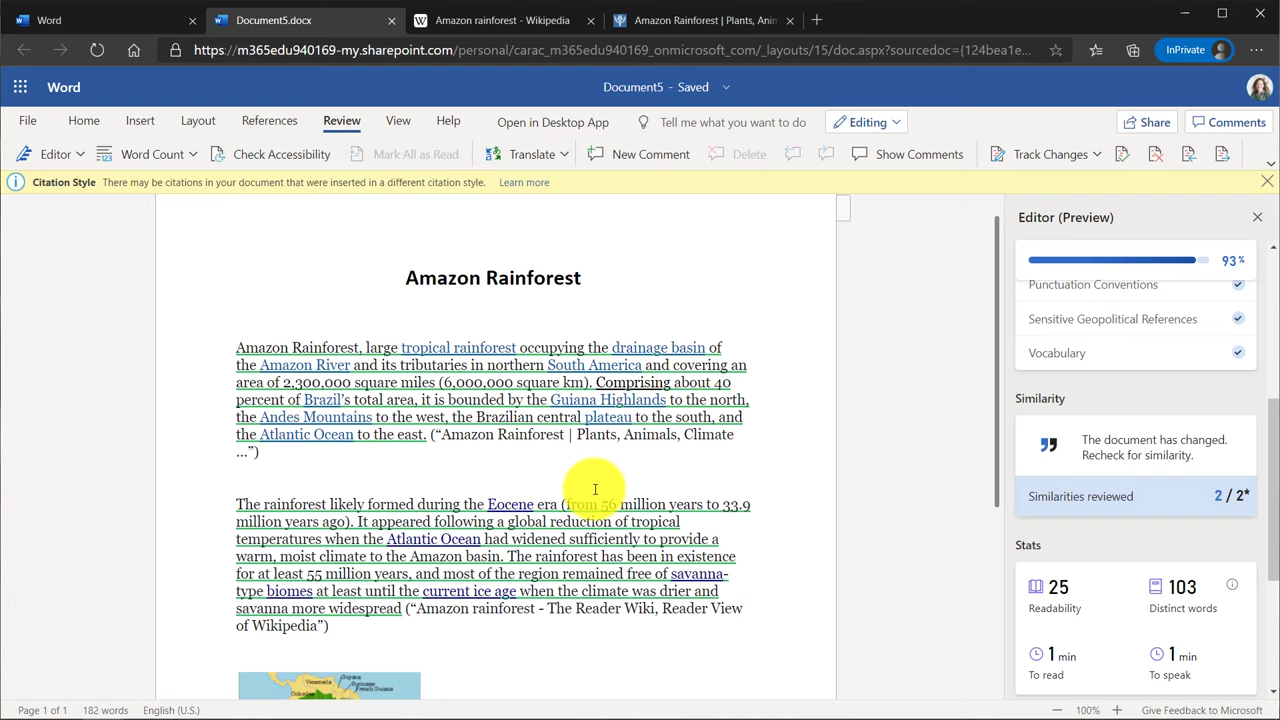 Word
Document5.docx
Amazon rainforest - Wikipedia
Amazon Rainforest | Plants, Anim
https://m365edu940169-my.sharepoint.com/personal/carac_m365edu940169_onmicrosoft_com/_layouts/15/doc.aspx?sourcedoc={124bea1e...
InPrivate
Word
Document5 - Saved
File Home Insert Layout References Review View Help Open in Desktop App Tell me what you want to do Editing Share Comments
Editor Word Count Check Accessibility Mark All as Read Translate New Comment Delete Show Comments Track Changes
Citation Style There may be citations in your document that were inserted in a different citation style. Learn more
Amazon Rainforest
Amazon Rainforest, large tropical rainforest occupying the drainage basin of
the Amazon River and its tributaries in northern South America and covering an
area of 2,300,000 square miles (6,000,000 square km). Comprising about 40
percent of Brazil's total area, it is bounded by the Guiana Highlands to the north,
the Andes Mountains to the west, the Brazilian central plateau to the south, and
the Atlantic Ocean to the east. (“Amazon Rainforest | Plants, Animals, Climate
...”)
The rainforest likely formed during the Eocene era (from 56 million years to 33.9
million years ago). It appeared following a global reduction of tropical
temperatures when the Atlantic Ocean had widened sufficiently to provide a
warm, moist climate to the Amazon basin. The rainforest has been in existence
for at least 55 million years, and most of the region remained free of savanna-
type biomes at least until the current ice age when the climate was drier and
savanna more widespread (“Amazon rainforest - The Reader Wiki, Reader View
of Wikipedia”)
Venezuela
Guyana
Suriname
French Guiana
Colombia
Editor (Preview)
93%
Punctuation Conventions
Sensitive Geopolitical References
Vocabulary
Similarity
The document has changed.
Recheck for similarity.
Similarities reviewed 2 / 2*
Stats
25 103
Readability Distinct words
1 min 1 min
To read To speak
Page 1 of 1 182 words English (U.S.) 100% Give Feedback to Microsoft